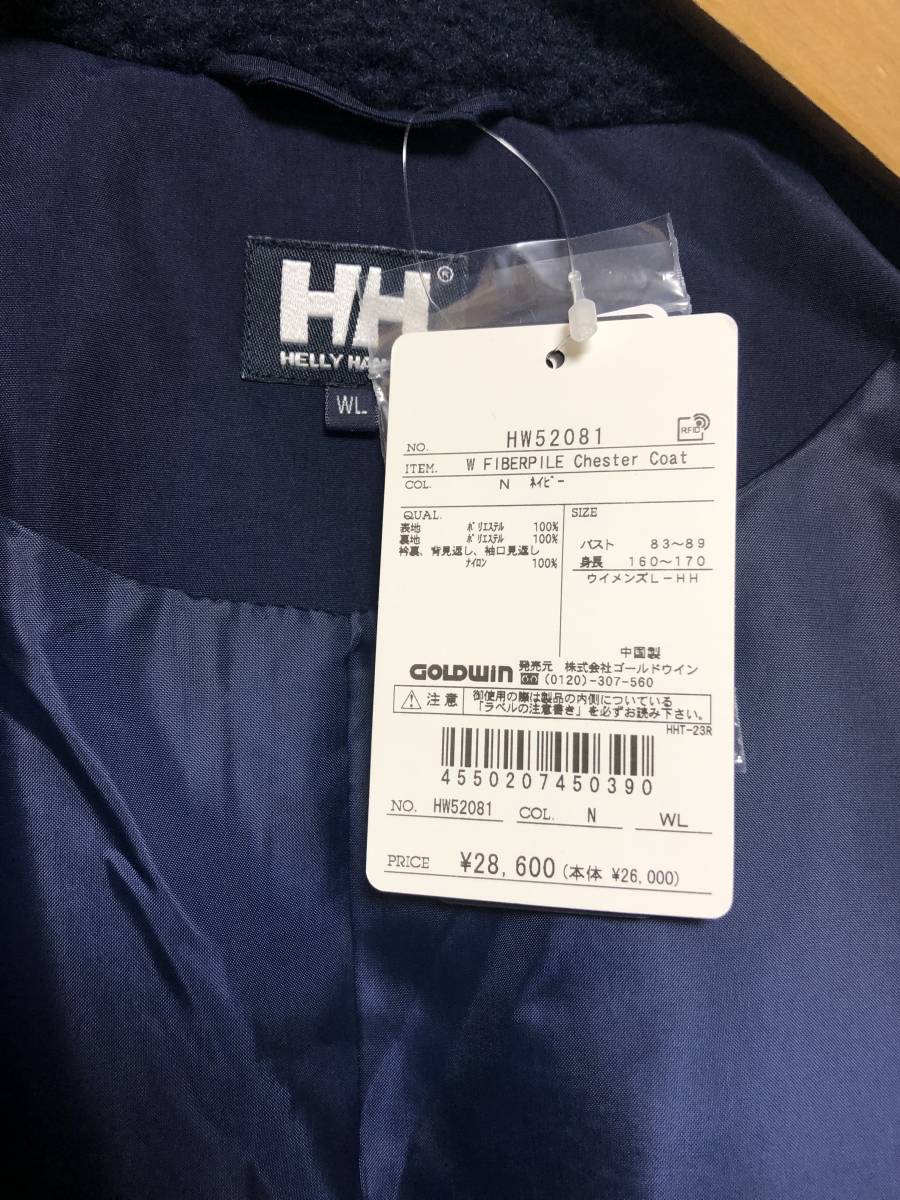 HH®
HELLY HAN
WL
RFID
NO. HW52081
ITEM. W FIBERPILE Chester Coat
COL. N ﾈｲﾋﾞｰ
QUAL.
表地 ﾎﾟﾘｴｽﾃﾙ 100%
裏地 ﾎﾟﾘｴｽﾃﾙ 100%
衿裏、背見返し、袖口見返し
ﾅｲﾛﾝ 100%
SIZE
バスト 83～89
身長 160～170
ウイメンズL-HH
中国製
GOLDWIN 発売元 株式会社ゴールドウイン
(0120)-307-560
注意 御使用の際は製品の内側についている
「ラベルの注意書き」を必ずお読み下さい。
HHT-23R
4550207450390
NO. HW52081 COL. N WL
PRICE ¥28,600 (本体 ¥26,000)